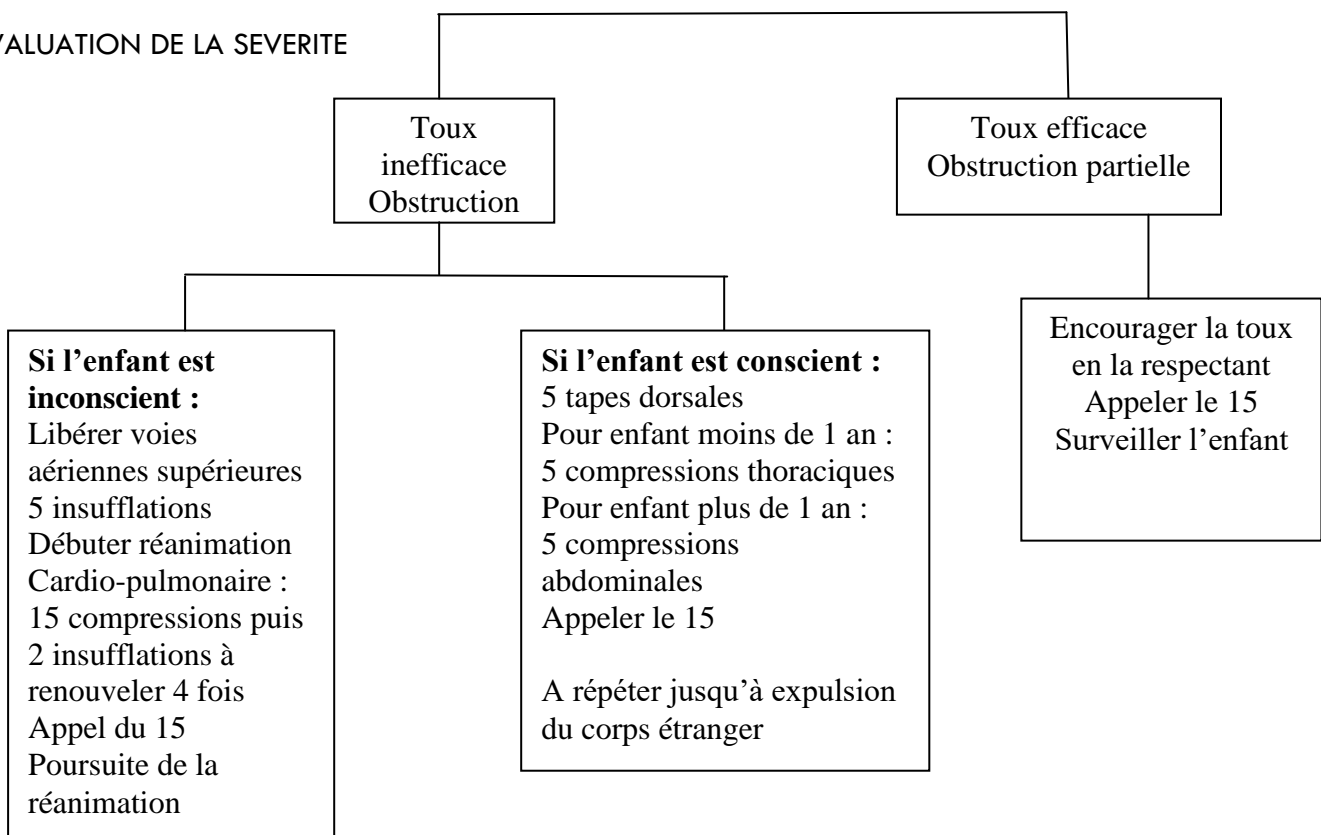 VALUATION DE LA SEVERITE
Toux
inefficace
Obstruction
Toux efficace
Obstruction partielle
Si l’enfant est
inconscient :
Libérer voies
aériennes supérieures
5 insufflations
Débuter réanimation
Cardio-pulmonaire :
15 compressions puis
2 insufflations à
renouveler 4 fois
Appel du 15
Poursuite de la
réanimation
Si l’enfant est conscient :
5 tapes dorsales
Pour enfant moins de 1 an :
5 compressions thoraciques
Pour enfant plus de 1 an :
5 compressions
abdominales
Appeler le 15
A répéter jusqu’à expulsion
du corps étranger
Encourager la toux
en la respectant
Appeler le 15
Surveiller l’enfant